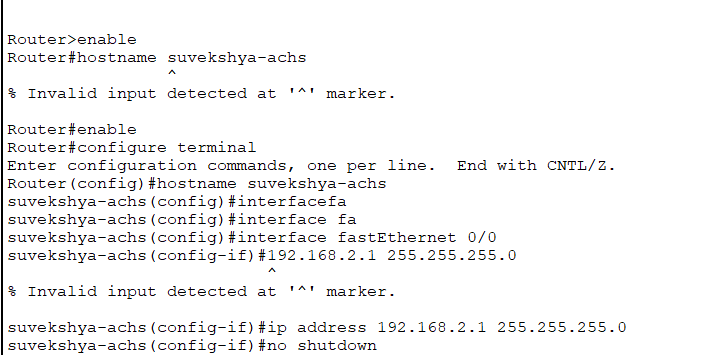 Router>enable
Router#hostname suvekshya-achs
^
% Invalid input detected at '^' marker.
Router#enable
Router#configure terminal
Enter configuration commands, one per line.  End with CNTL/Z.
Router(config)#hostname suvekshya-achs
suvekshya-achs(config)#interfacefa
suvekshya-achs(config)#interface fa
suvekshya-achs(config)#interface fastEthernet 0/0
suvekshya-achs(config-if)#192.168.2.1 255.255.255.0
^
% Invalid input detected at '^' marker.
suvekshya-achs(config-if)#ip address 192.168.2.1 255.255.255.0
suvekshya-achs(config-if)#no shutdown